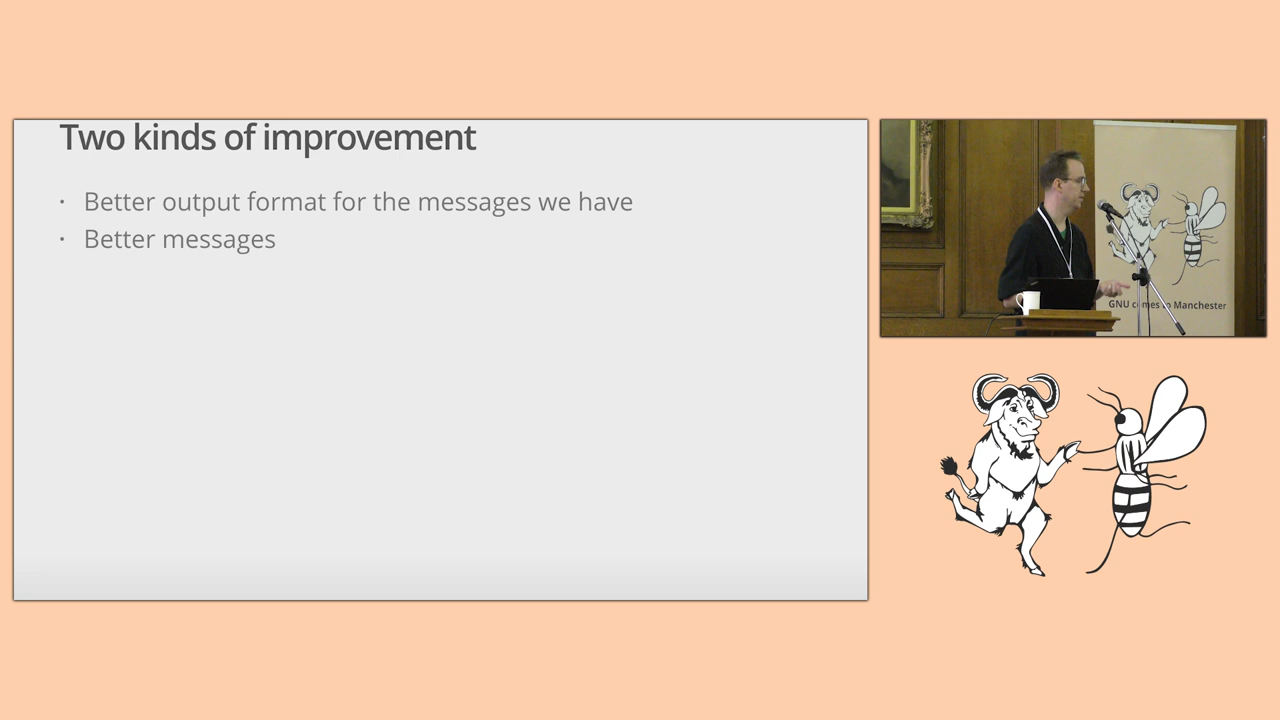 Two kinds of improvement
· Better output format for the messages we have
· Better messages
GNU comes to Manchester